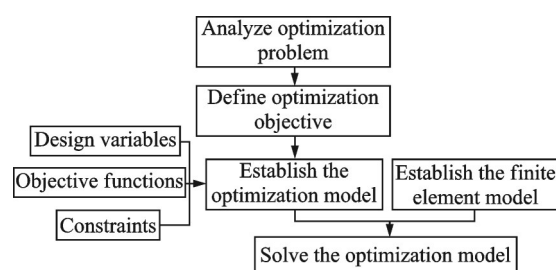 Analyze optimization
problem
Define optimization
objective
Design variables
Objective functions
Constraints
Establish the
optimization model
Establish the finite
element model
Solve the optimization model